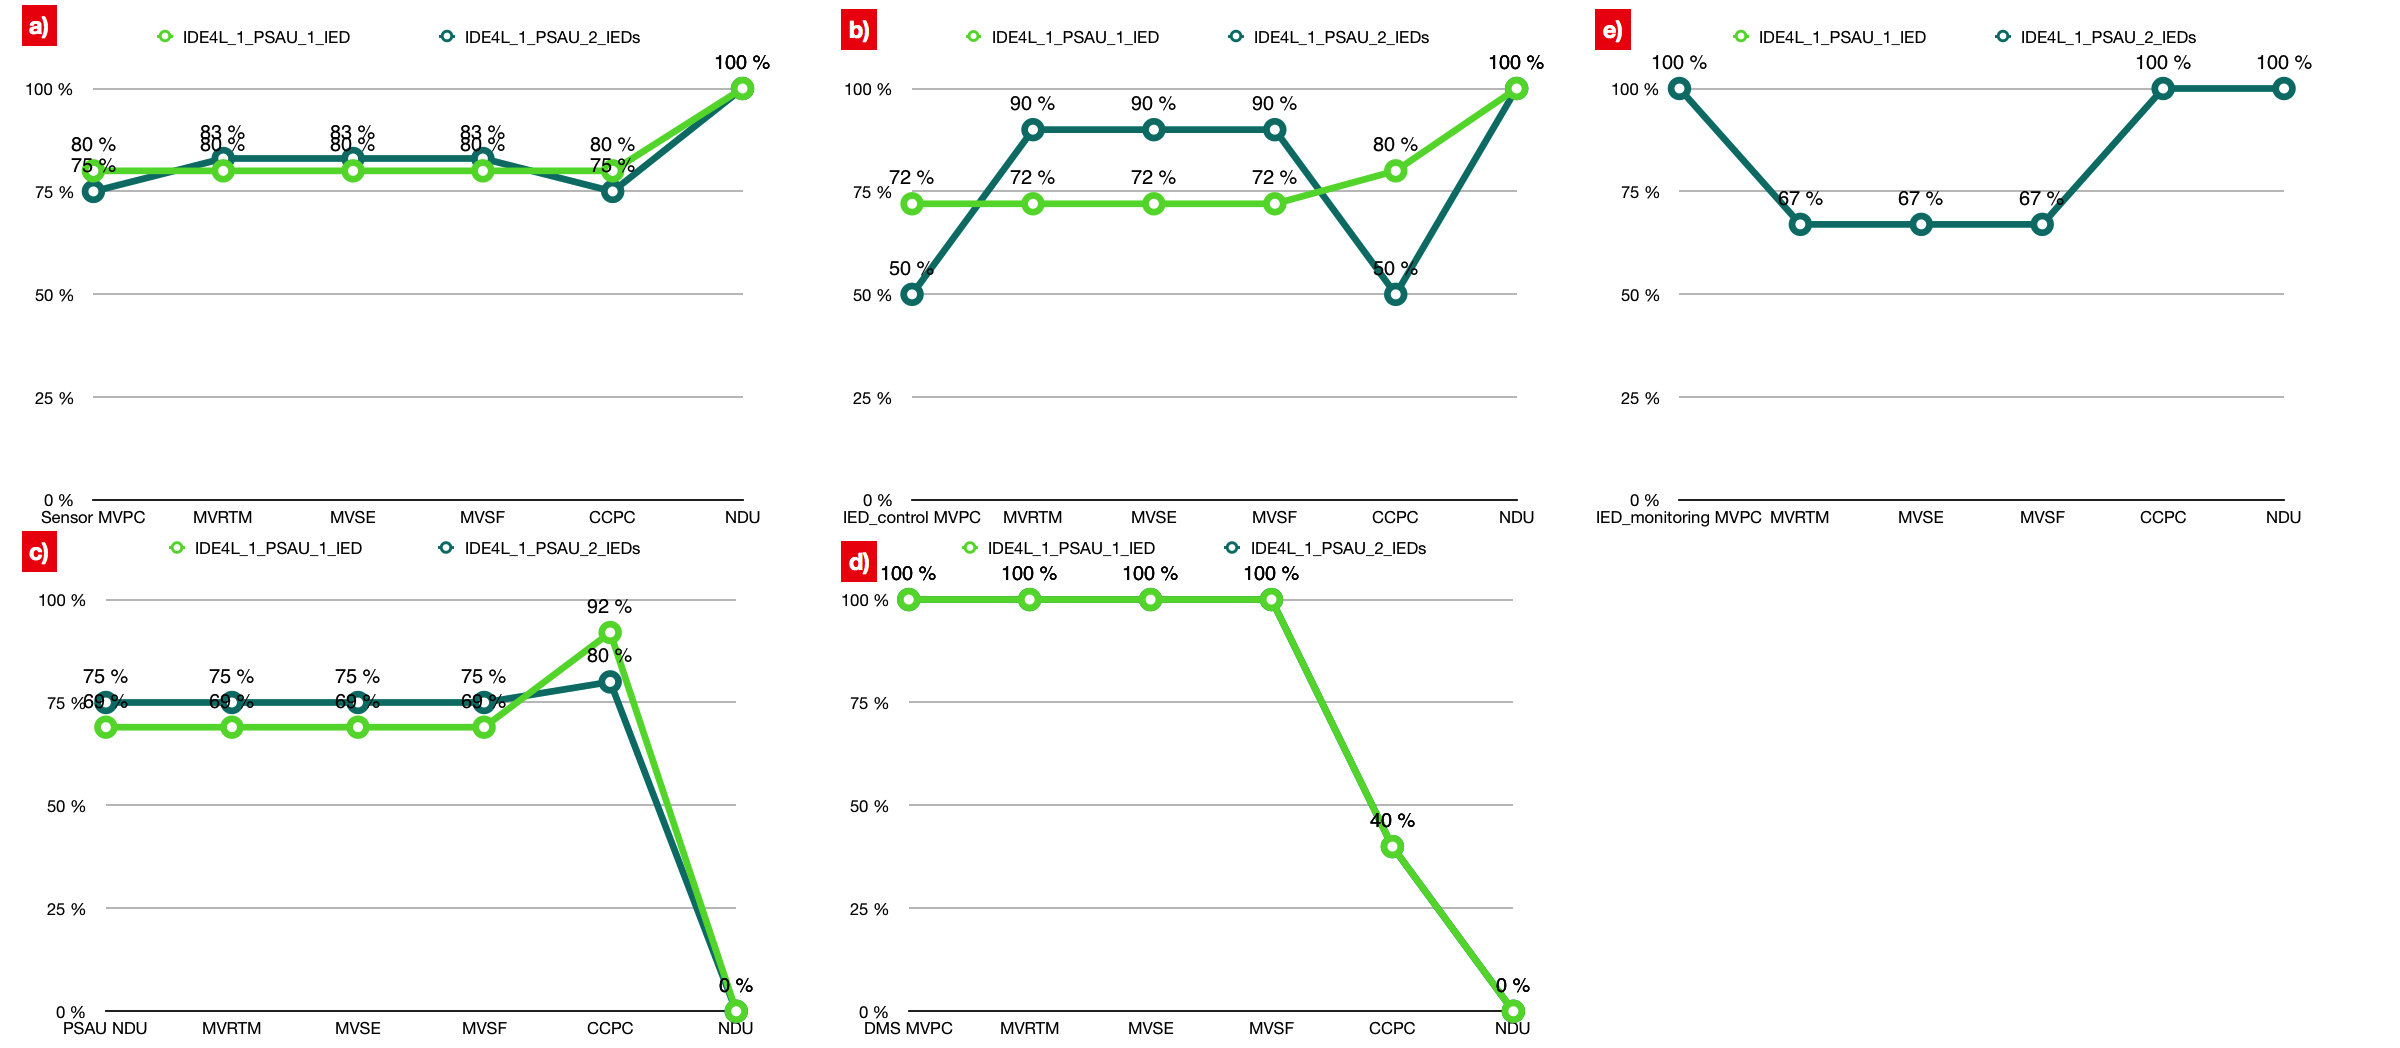 a)
IDE4L_1_PSAU_1_IED IDE4L_1_PSAU_2_IEDs
100 %
100 %
83 % 83 % 83 %
80 % 80 % 80 % 80 % 80 %
75 % 75 %
75 %
50 %
25 %
0 %
Sensor MVPC MVRTM MVSE MVSF CCPC NDU
b)
IDE4L_1_PSAU_1_IED IDE4L_1_PSAU_2_IEDs
100 %
100 %
90 % 90 % 90 %
80 %
72 % 72 % 72 % 72 %
75 %
50 % 50 %
50 %
25 %
0 %
IED_control MVPC MVRTM MVSE MVSF CCPC NDU
e)
IDE4L_1_PSAU_1_IED IDE4L_1_PSAU_2_IEDs
100 % 100 % 100 %
100 %
75 %
67 % 67 % 67 %
50 %
25 %
0 %
IED_monitoring MVPC MVRTM MVSE MVSF CCPC NDU
c)
IDE4L_1_PSAU_1_IED IDE4L_1_PSAU_2_IEDs
100 %
92 %
80 %
75 % 75 % 75 % 75 %
75 % 69 % 69 % 69 % 69 %
50 %
25 %
0 %
0 %
PSAU NDU MVRTM MVSE MVSF CCPC NDU
d)
IDE4L_1_PSAU_1_IED IDE4L_1_PSAU_2_IEDs
100 % 100 % 100 % 100 %
100 %
75 %
50 %
40 %
25 %
0 %
0 %
DMS MVPC MVRTM MVSE MVSF CCPC NDU